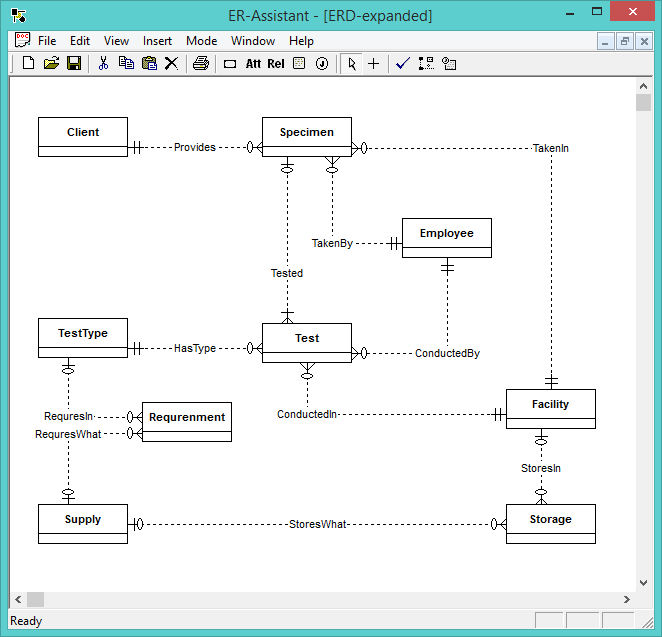 ER-Assistant - [ERD-expanded]
File Edit View Insert Mode Window Help
Att Rel
Client
Provides
Specimen
TakenIn
Employee
TakenBy
Tested
TestType
HasType
Test
ConductedBy
Facility
RequresIn
Requrenment
ConductedIn
RequresWhat
StoresIn
Supply
StoresWhat
Storage
Ready